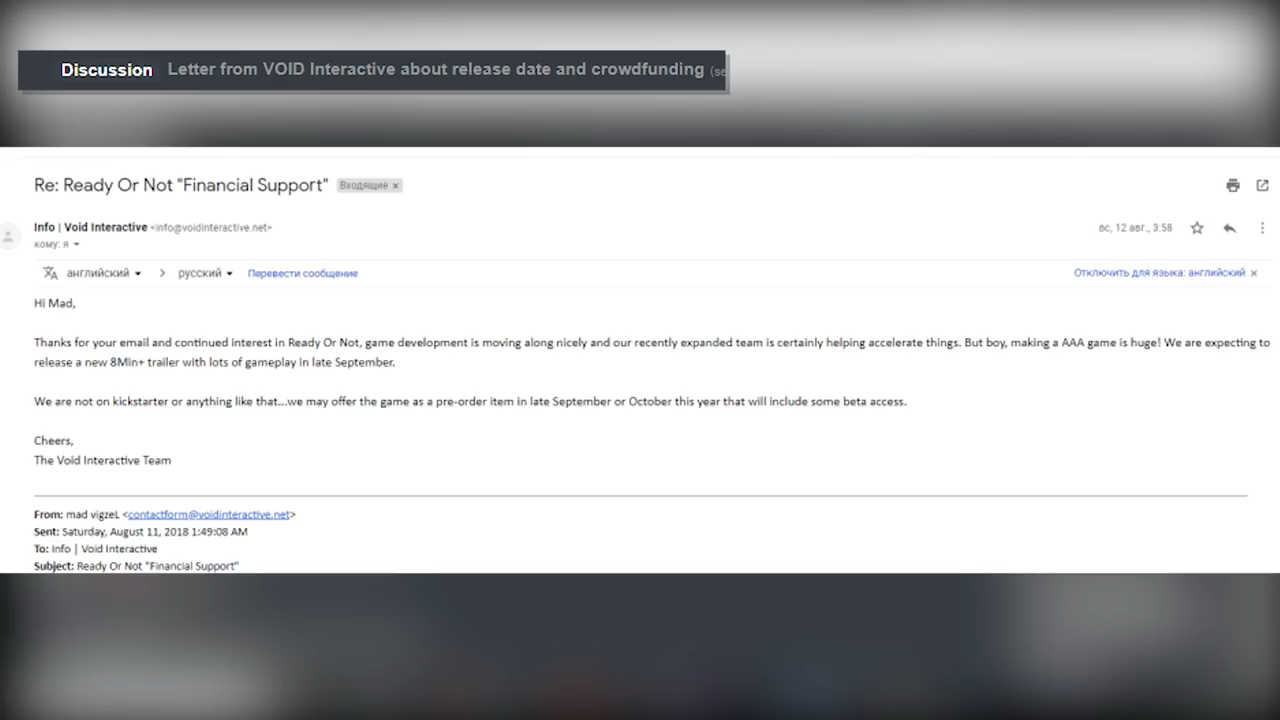 Discussion Letter from VOID Interactive about release date and crowdfunding (se
Re: Ready Or Not "Financial Support" Входящие ×
Info | Void Interactive <info@voidinteractive.net> вс, 12 авг., 3:58
кому: я
английский > русский Перевести сообщение Отключить для языка: английский ×
Hi Mad,
Thanks for your email and continued interest in Ready Or Not, game development is moving along nicely and our recently expanded team is certainly helping accelerate things. But boy, making a AAA game is huge! We are expecting to
release a new 8Min+ trailer with lots of gameplay in late September.
We are not on kickstarter or anything like that...we may offer the game as a pre-order item in late September or October this year that will include some beta access.
Cheers,
The Void Interactive Team
From: mad vigzeL <contactform@voidinteractive.net>
Sent: Saturday, August 11, 2018 1:49:08 AM
To: Info | Void Interactive
Subject: Ready Or Not "Financial Support"